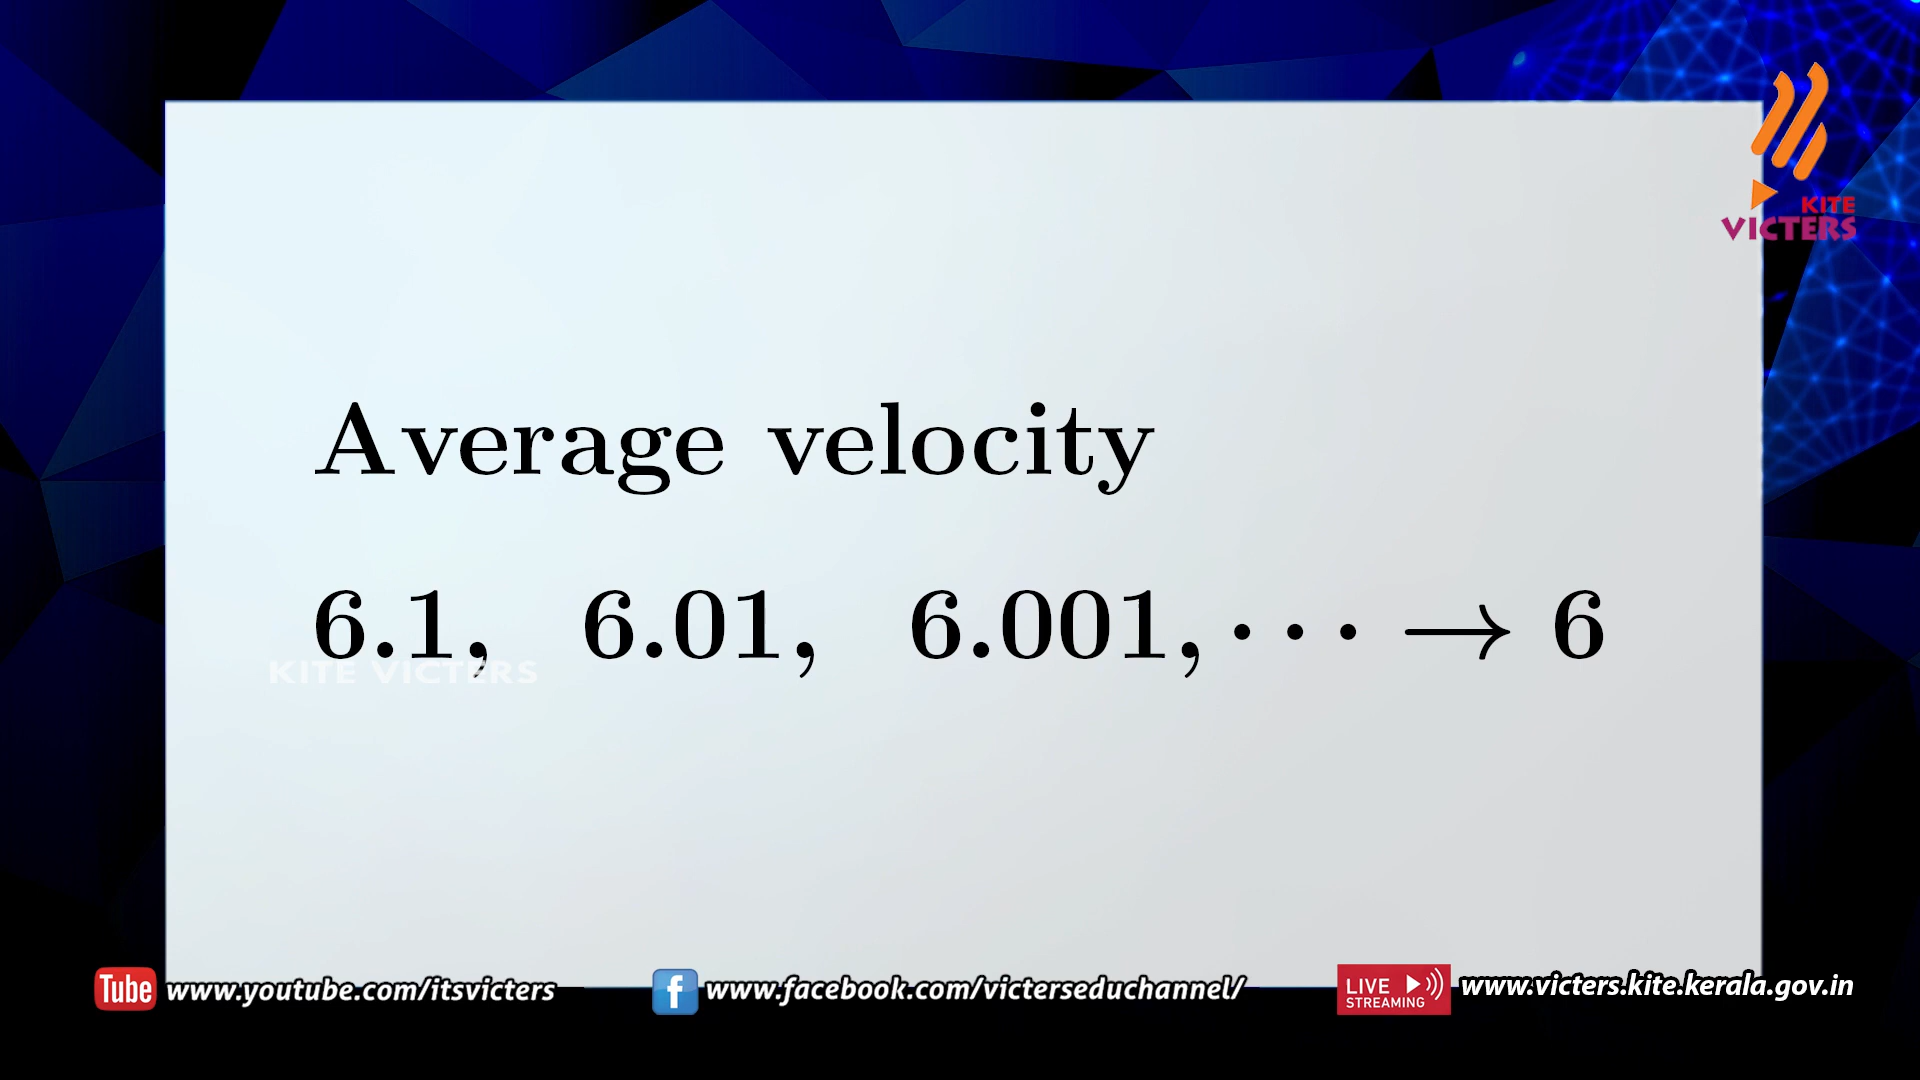 KITE
VICTERS
Average velocity
6.1, 6.01, 6.001, ⋯ → 6
KITE VICTERS
Tube www.youtube.com/itsvicters
f www.facebook.com/victerseduchannel/
LIVE STREAMING www.victers.kite.kerala.gov.in